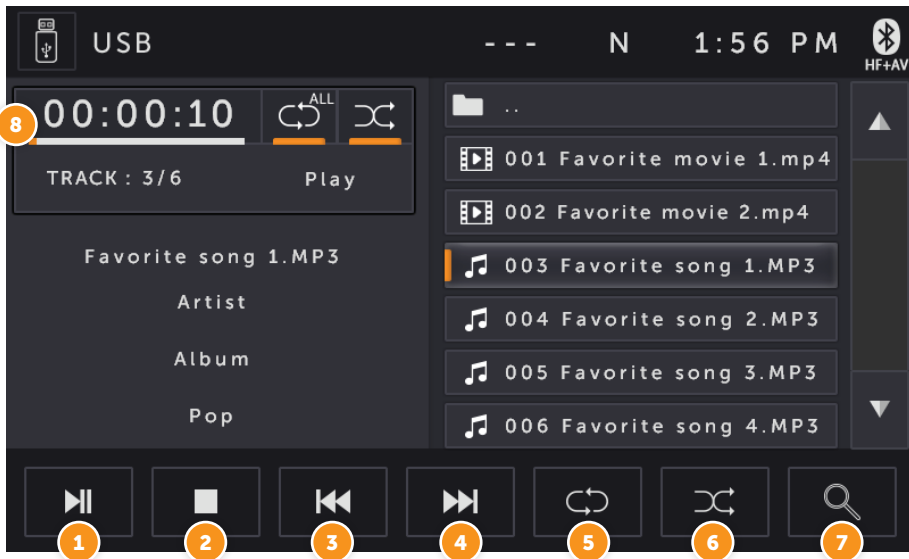 USB
--- N 1:56 PM
HF+AV
00:00:10
ALL
8
TRACK : 3/6 Play
Favorite song 1.MP3
Artist
Album
Pop
..
001 Favorite movie 1.mp4
002 Favorite movie 2.mp4
003 Favorite song 1.MP3
004 Favorite song 2.MP3
005 Favorite song 3.MP3
006 Favorite song 4.MP3
1 2 3 4 5 6 7